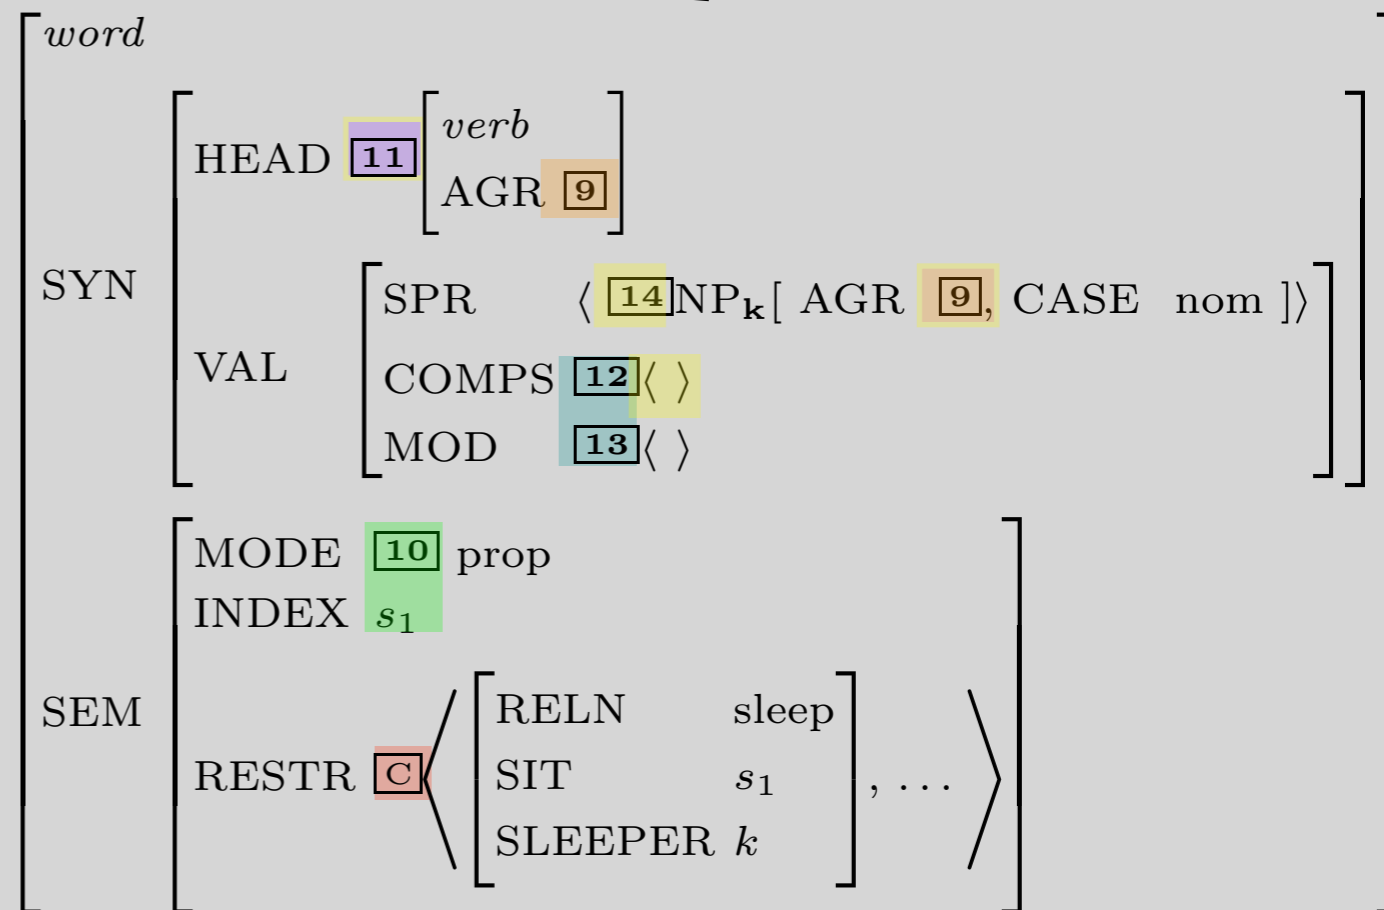 word
HEAD 11 verb
AGR 9
SYN
SPR ⟨ 14 NPk[ AGR 9, CASE nom ]⟩
VAL
COMPS 12 ⟨ ⟩
MOD 13 ⟨ ⟩
MODE 10 prop
INDEX s1
SEM
RELN sleep
RESTR C ⟨ SIT s1 , … ⟩
SLEEPER k